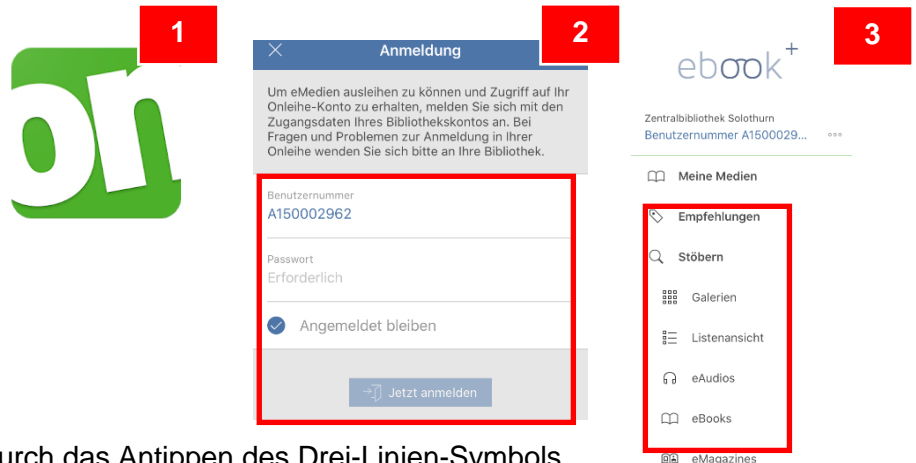 1
on
2
Anmeldung
Um eMedien ausleihen zu können und Zugriff auf Ihr
Onleihe-Konto zu erhalten, melden Sie sich mit den
Zugangsdaten Ihres Bibliothekskontos an. Bei
Fragen und Problemen zur Anmeldung in Ihrer
Onleihe wenden Sie sich bitte an Ihre Bibliothek.
Benutzernummer
A150002962
Passwort
Erforderlich
Angemeldet bleiben
Jetzt anmelden
3
ebook+
Zentralbibliothek Solothurn
Benutzernummer A1500029...
Meine Medien
Empfehlungen
Stöbern
Galerien
Listenansicht
eAudios
eBooks
eMagazines
urch das Antippen des Drei-Linien-Symbols